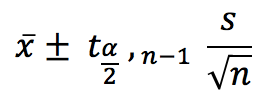 x̄ ± t_{α/2, n−1} s/√n